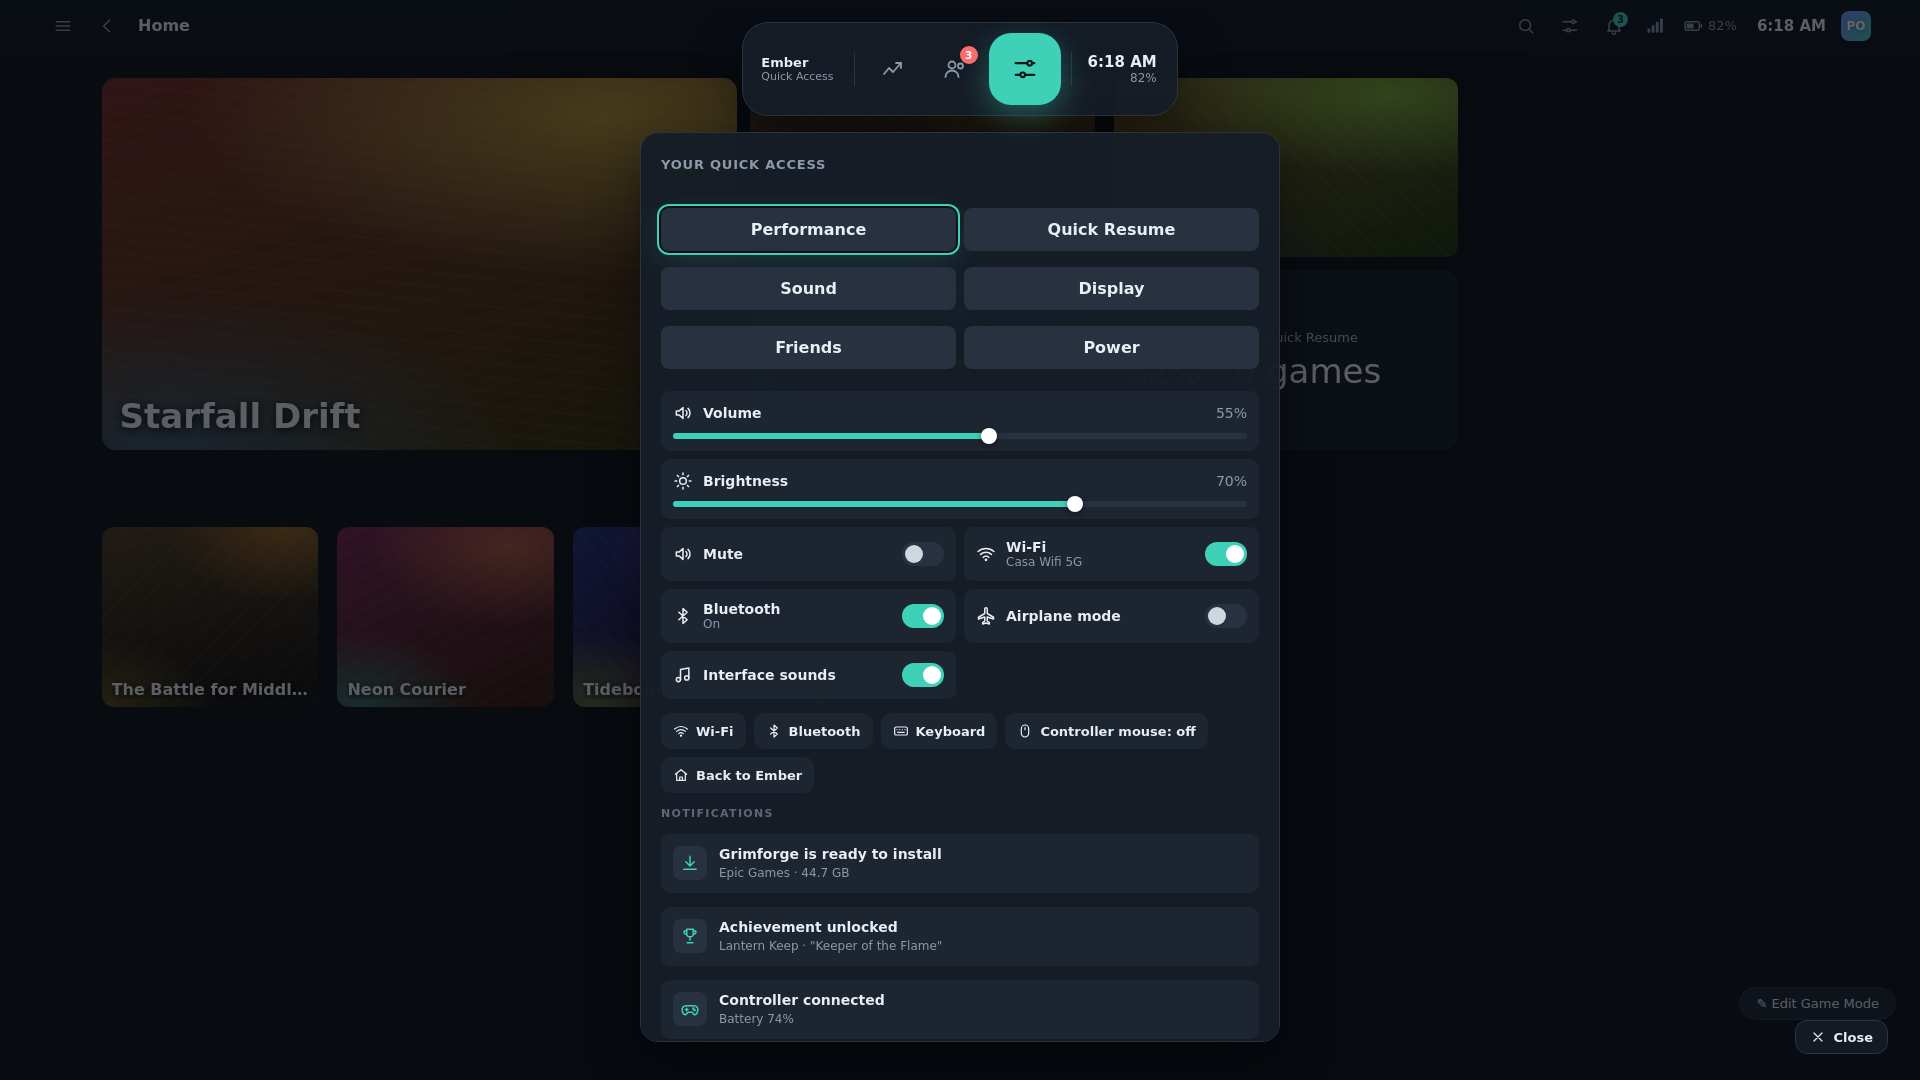 Home
3
82%
6:18 AM
PO
Ember
Quick Access
3
6:18 AM
82%
YOUR QUICK ACCESS
Performance
Quick Resume
Sound
Display
Friends
Power
uick Resume
games
Starfall Drift
Volume
55%
Brightness
70%
Mute
Wi-Fi
Casa Wifi 5G
Bluetooth
On
Airplane mode
Interface sounds
The Battle for Middl...
Neon Courier
Tidebo
Wi-Fi
Bluetooth
Keyboard
Controller mouse: off
Back to Ember
NOTIFICATIONS
Grimforge is ready to install
Epic Games · 44.7 GB
Achievement unlocked
Lantern Keep · "Keeper of the Flame"
Controller connected
Battery 74%
✎ Edit Game Mode
Close